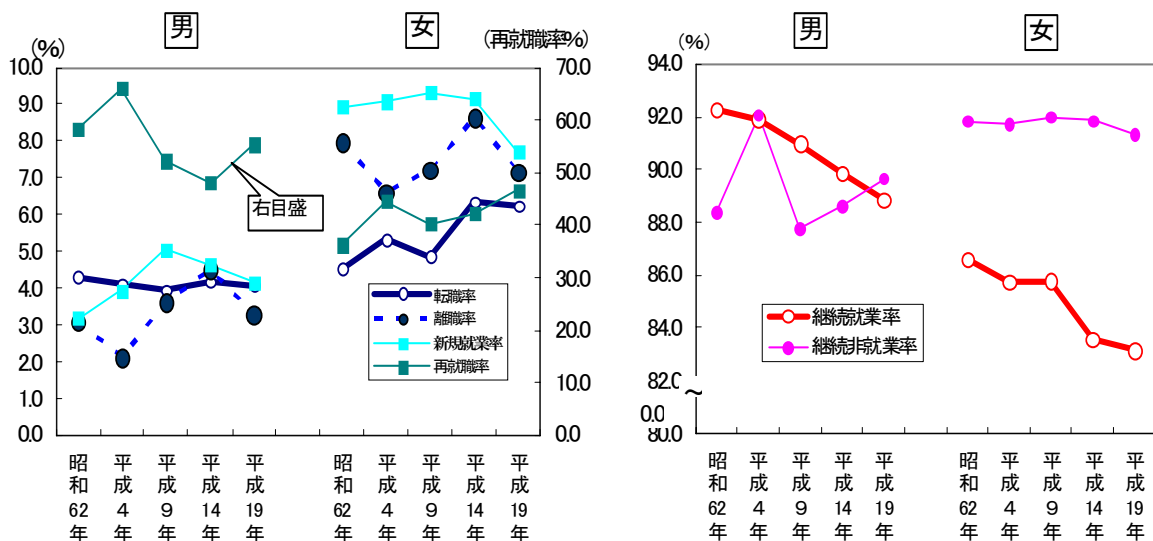 男
女
(%)
(再就職率%)
10.0
9.0
8.0
7.0
6.0
5.0
4.0
3.0
2.0
1.0
0.0
70.0
60.0
50.0
40.0
30.0
20.0
10.0
0.0
右目盛
転職率
離職率
新規就業率
再就職率
昭和62年
平成4年
平成9年
平成14年
平成19年
昭和62年
平成4年
平成9年
平成14年
平成19年
男
女
(%)
94.0
92.0
90.0
88.0
86.0
84.0
82.0
~
0.0
80.0
継続就業率
継続非就業率
昭和62年
平成4年
平成9年
平成14年
平成19年
昭和62年
平成4年
平成9年
平成14年
平成19年